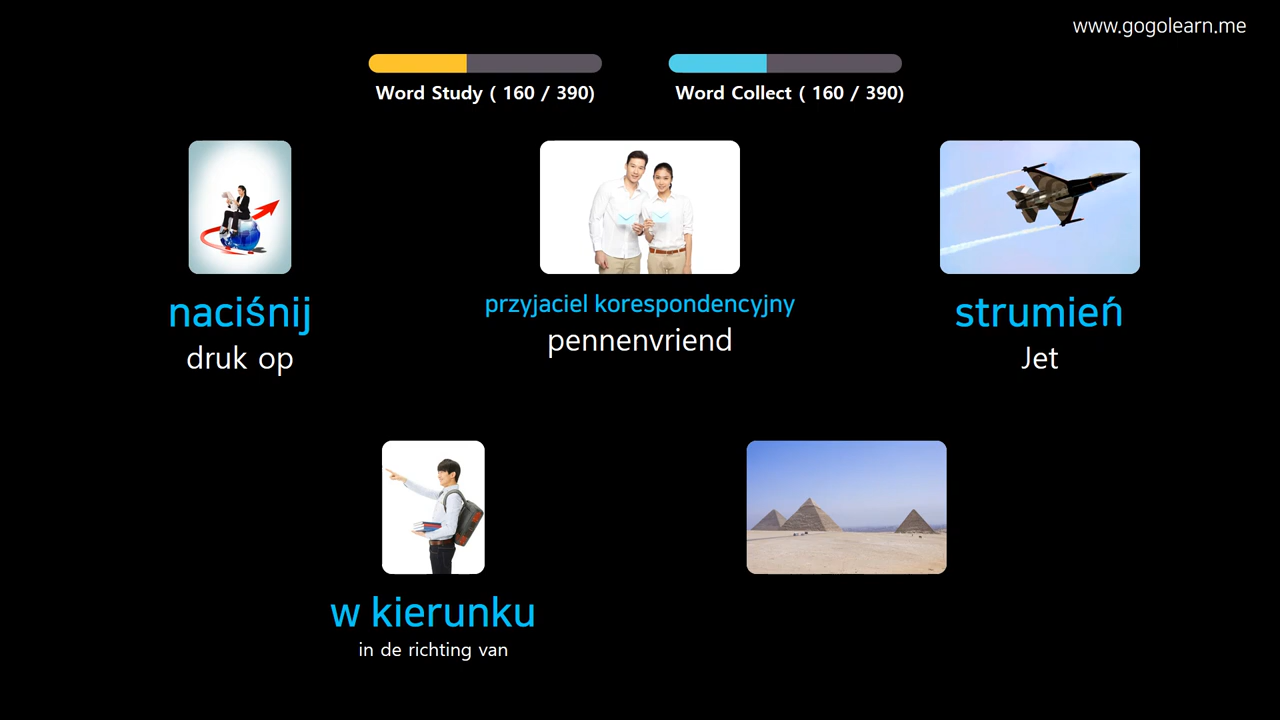 www.gogolearn.me
Word Study ( 160 / 390)
Word Collect ( 160 / 390)
naciśnij
druk op
przyjaciel korespondencyjny
pennenvriend
strumień
Jet
w kierunku
in de richting van